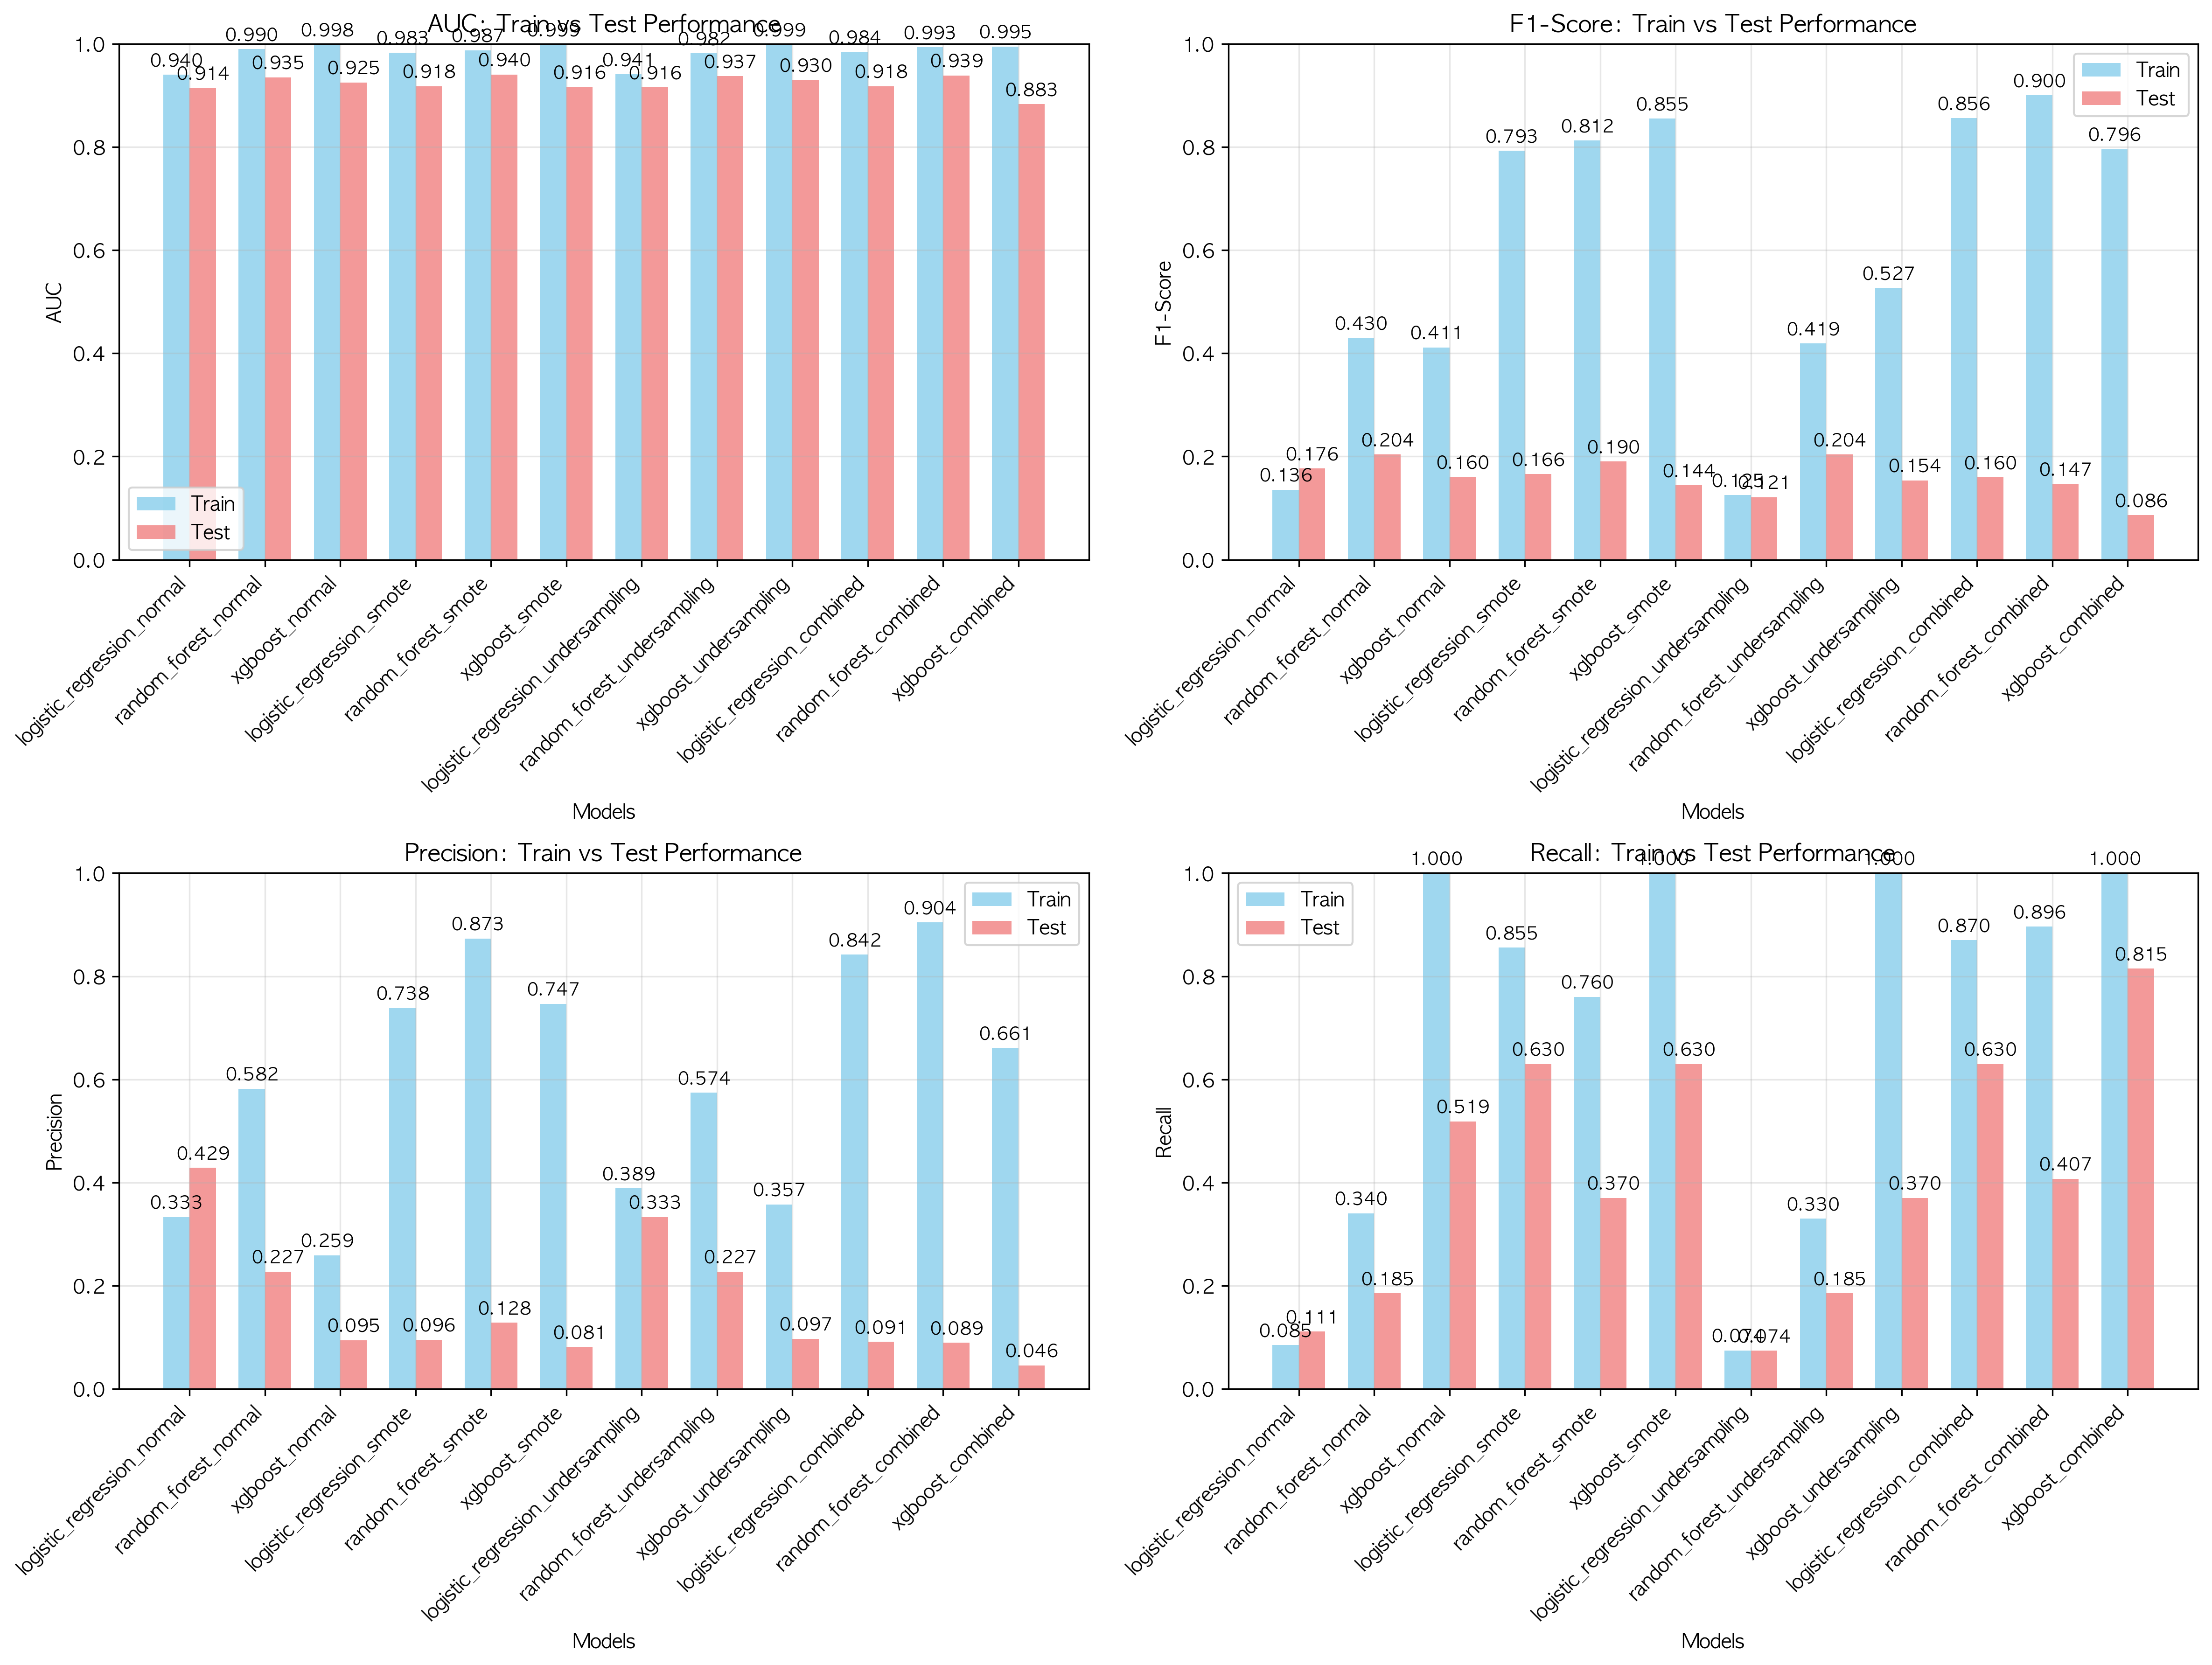 AUC: Train vs Test Performance
0.940
0.914
0.990
0.935
0.998
0.925
0.983
0.918
0.987
0.940
0.999
0.916
0.941
0.916
0.982
0.937
0.999
0.930
0.984
0.918
0.993
0.939
0.995
0.883
1.0
0.8
0.6
0.4
0.2
0.0
AUC
Train
Test
logistic_regression_normal
random_forest_normal
xgboost_normal
logistic_regression_smote
random_forest_smote
xgboost_smote
logistic_regression_undersampling
random_forest_undersampling
xgboost_undersampling
logistic_regression_combined
random_forest_combined
xgboost_combined
Models
F1-Score: Train vs Test Performance
1.0
0.8
0.6
0.4
0.2
0.0
F1-Score
Train
Test
0.136
0.176
0.430
0.204
0.411
0.160
0.793
0.166
0.812
0.190
0.855
0.144
0.125
0.121
0.419
0.204
0.527
0.154
0.856
0.160
0.900
0.147
0.796
0.086
logistic_regression_normal
random_forest_normal
xgboost_normal
logistic_regression_smote
random_forest_smote
xgboost_smote
logistic_regression_undersampling
random_forest_undersampling
xgboost_undersampling
logistic_regression_combined
random_forest_combined
xgboost_combined
Models
Precision: Train vs Test Performance
1.0
0.8
0.6
0.4
0.2
0.0
Precision
Train
Test
0.333
0.429
0.582
0.227
0.259
0.095
0.738
0.096
0.873
0.128
0.747
0.081
0.389
0.333
0.574
0.227
0.357
0.097
0.842
0.091
0.904
0.089
0.661
0.046
logistic_regression_normal
random_forest_normal
xgboost_normal
logistic_regression_smote
random_forest_smote
xgboost_smote
logistic_regression_undersampling
random_forest_undersampling
xgboost_undersampling
logistic_regression_combined
random_forest_combined
xgboost_combined
Models
Recall: Train vs Test Performance
1.0
0.8
0.6
0.4
0.2
0.0
Recall
Train
Test
0.085
0.111
0.340
0.185
1.000
0.519
0.855
0.630
0.760
0.370
1.000
0.630
0.074
0.074
0.330
0.185
1.000
0.370
0.870
0.630
0.896
0.407
1.000
0.815
logistic_regression_normal
random_forest_normal
xgboost_normal
logistic_regression_smote
random_forest_smote
xgboost_smote
logistic_regression_undersampling
random_forest_undersampling
xgboost_undersampling
logistic_regression_combined
random_forest_combined
xgboost_combined
Models